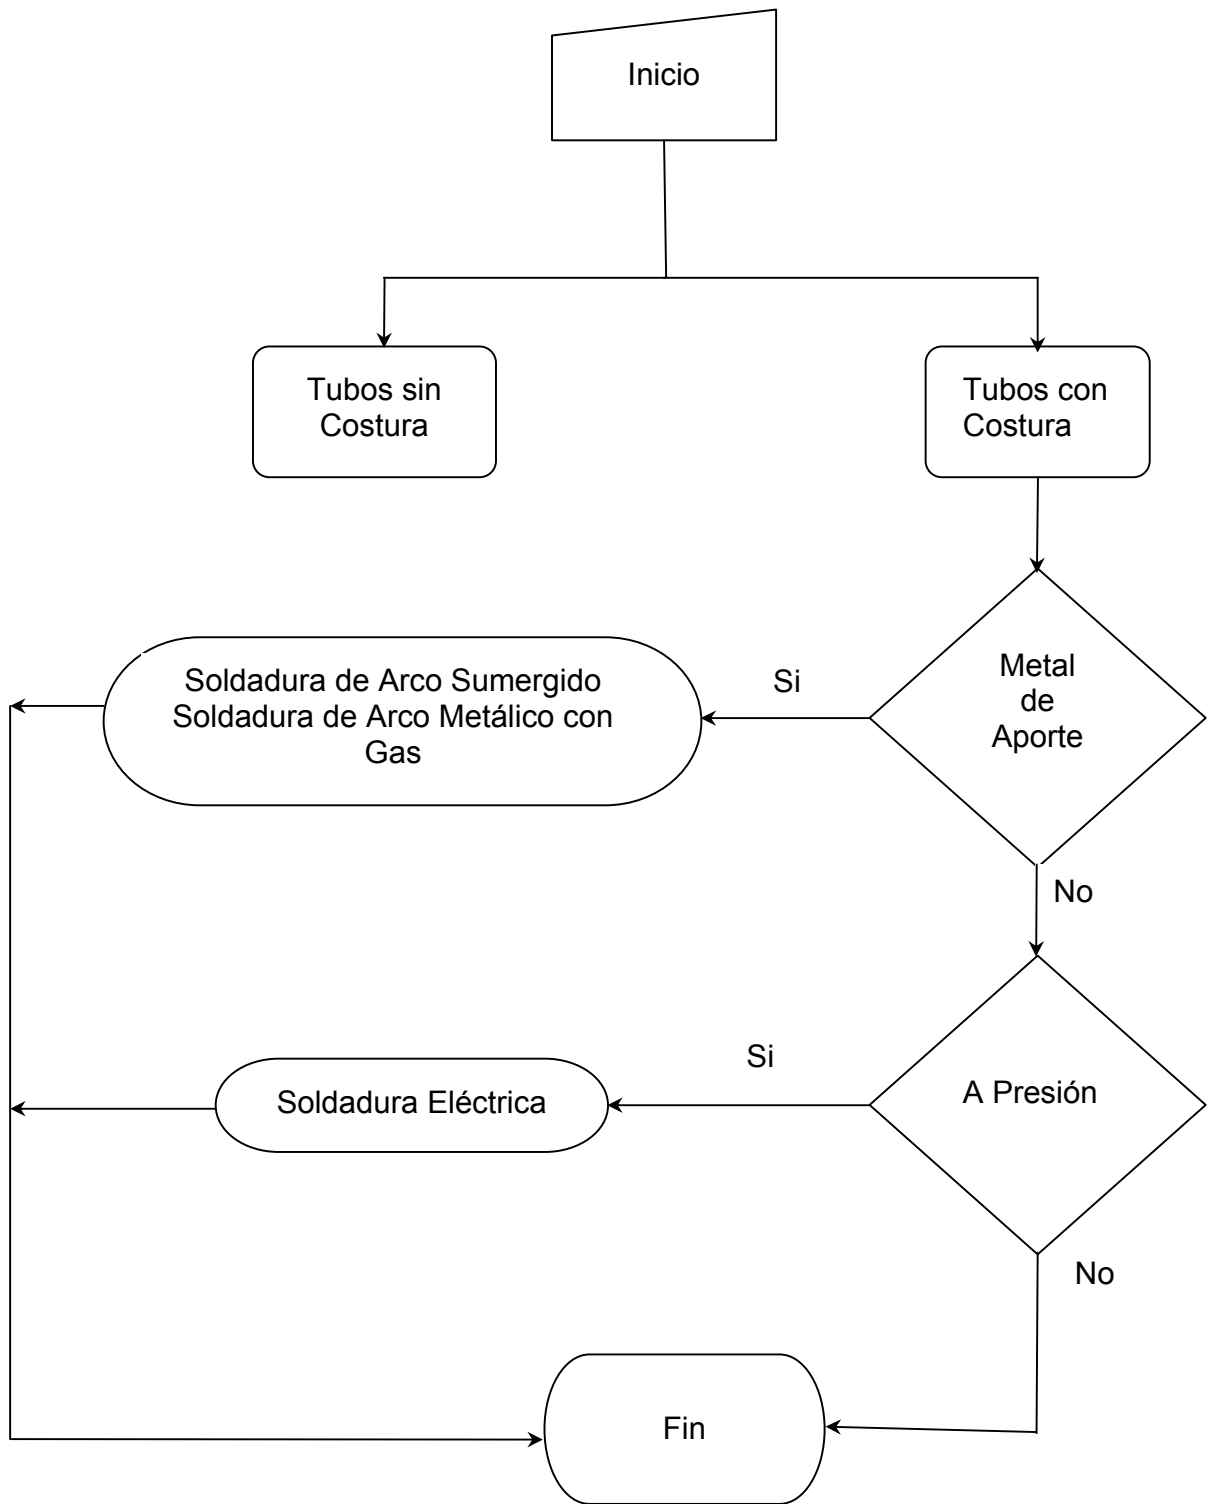 Inicio
Tubos sin
Costura
Tubos con
Costura
Metal
de
Aporte
Si
Soldadura de Arco Sumergido
Soldadura de Arco Metálico con
Gas
No
A Presión
Si
Soldadura Eléctrica
No
Fin